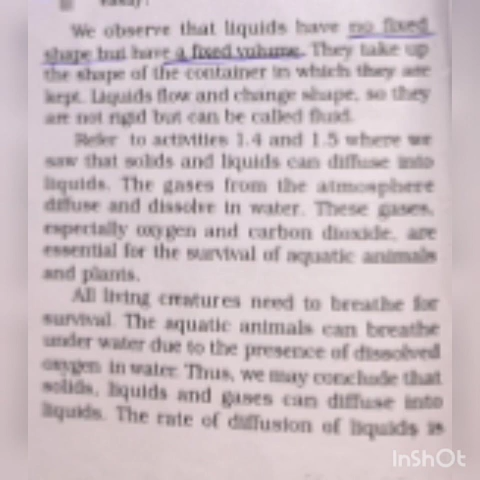 We observe that liquids have no fixed
shape but have a fixed volume. They take up
the shape of the container in which they are
kept. Liquids flow and change shape, so they
are not rigid but can be called fluid.
Refer to activities 1.4 and 1.5 where we
saw that solids and liquids can diffuse into
liquids. The gases from the atmosphere
diffuse and dissolve in water. These gases,
especially oxygen and carbon dioxide, are
essential for the survival of aquatic animals
and plants.
All living creatures need to breathe for
survival. The aquatic animals can breathe
under water due to the presence of dissolved
oxygen in water. Thus, we may conclude that
solids, liquids and gases can diffuse into
liquids. The rate of diffusion of liquids is
InShOt